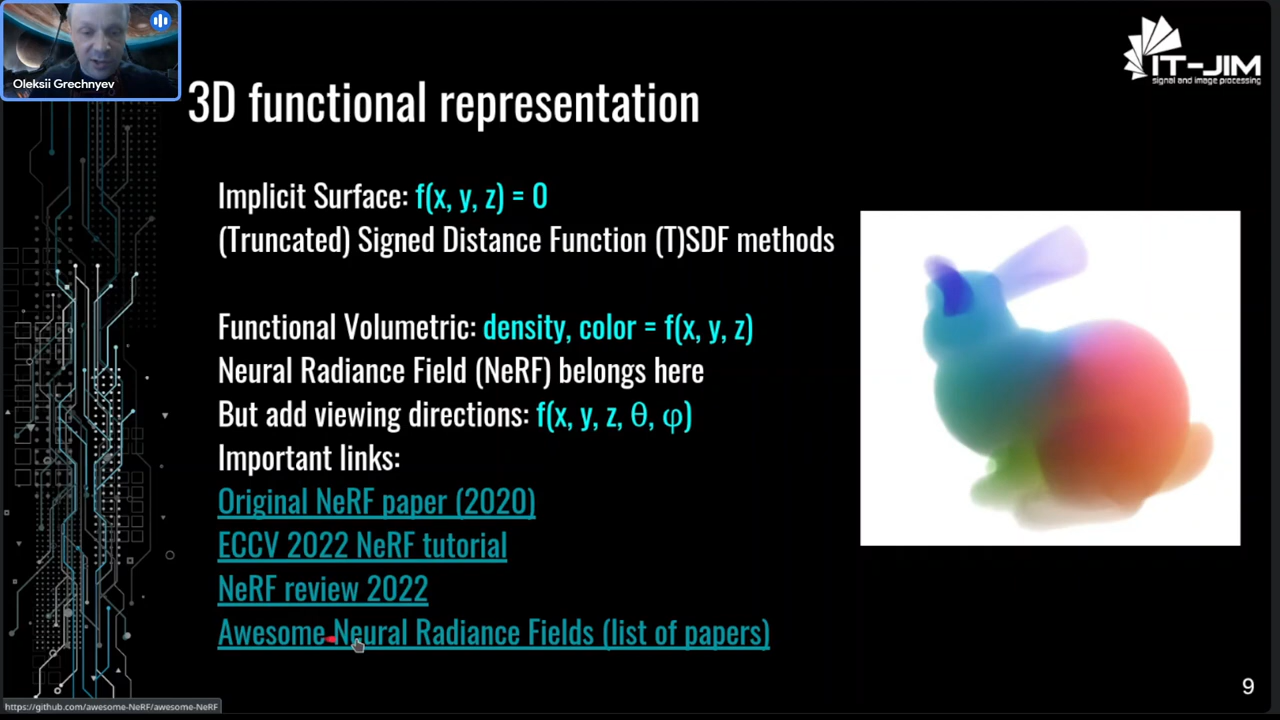 Oleksii Grechnyev
IT-JIM
signal and image processing
3D functional representation
Implicit Surface: f(x, y, z) = 0
(Truncated) Signed Distance Function (T)SDF methods
Functional Volumetric: density, color = f(x, y, z)
Neural Radiance Field (NeRF) belongs here
But add viewing directions: f(x, y, z, θ, φ)
Important links:
Original NeRF paper (2020)
ECCV 2022 NeRF tutorial
NeRF review 2022
Awesome Neural Radiance Fields (list of papers)
9
https://github.com/awesome-NeRF/awesome-NeRF